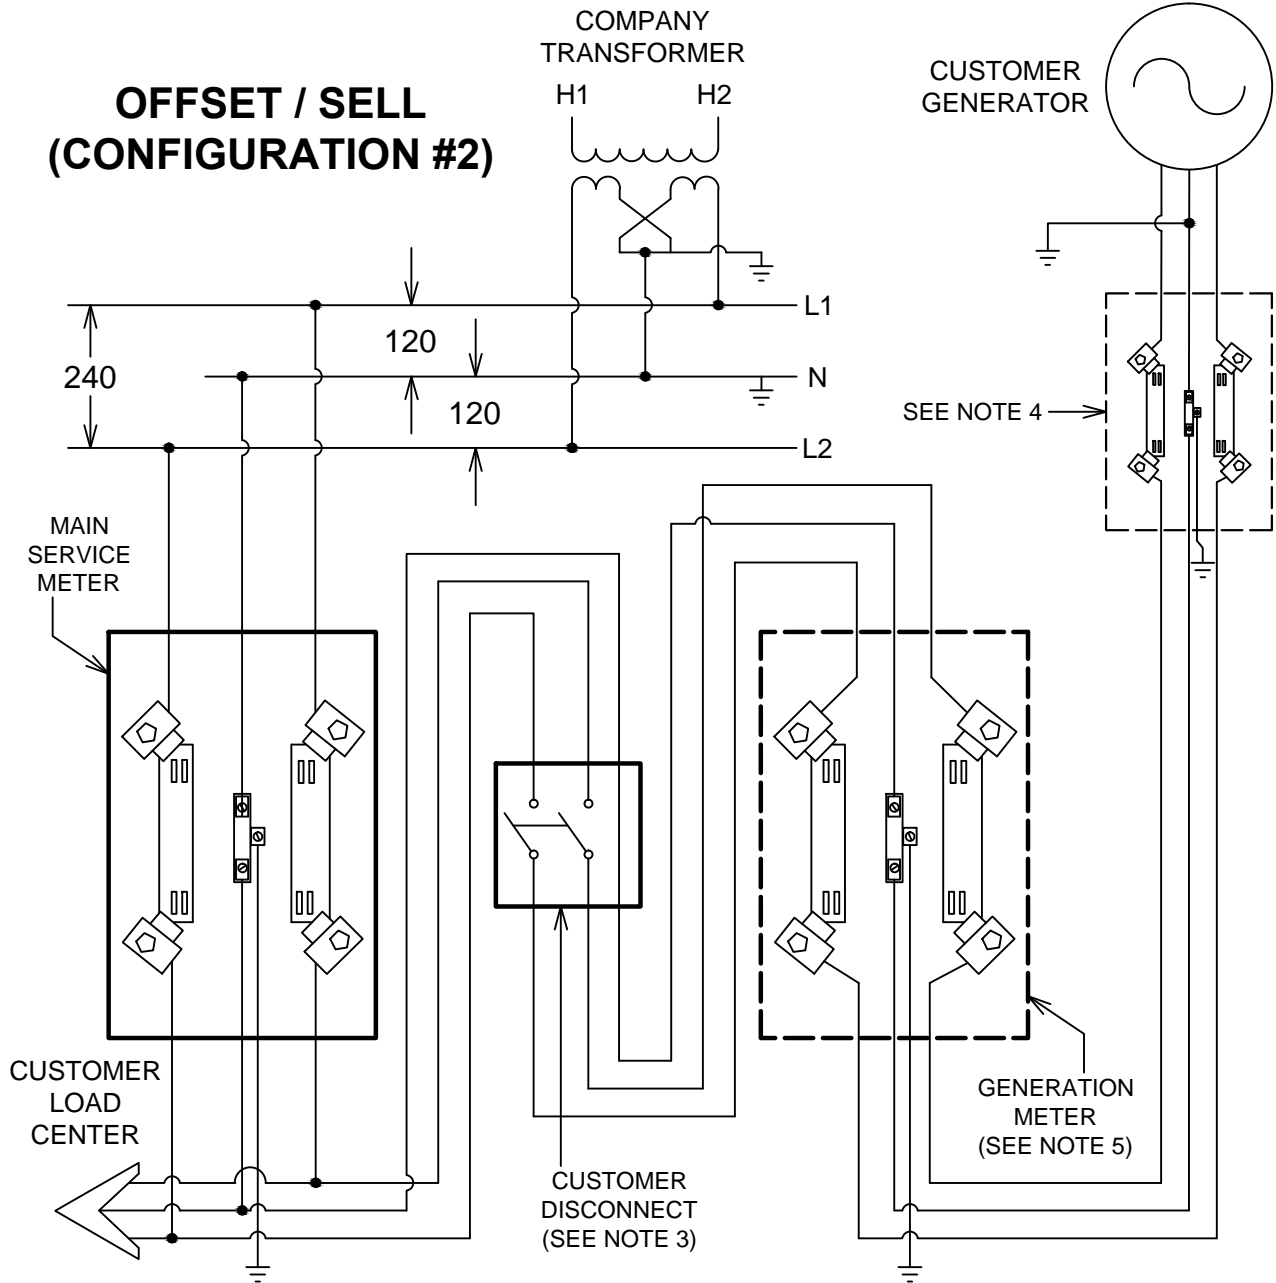 COMPANY
TRANSFORMER
H1 H2
OFFSET / SELL
(CONFIGURATION #2)
CUSTOMER
GENERATOR
L1
120
240
N
120
L2
SEE NOTE 4
MAIN
SERVICE
METER
CUSTOMER
LOAD
CENTER
CUSTOMER
DISCONNECT
(SEE NOTE 3)
GENERATION
METER
(SEE NOTE 5)